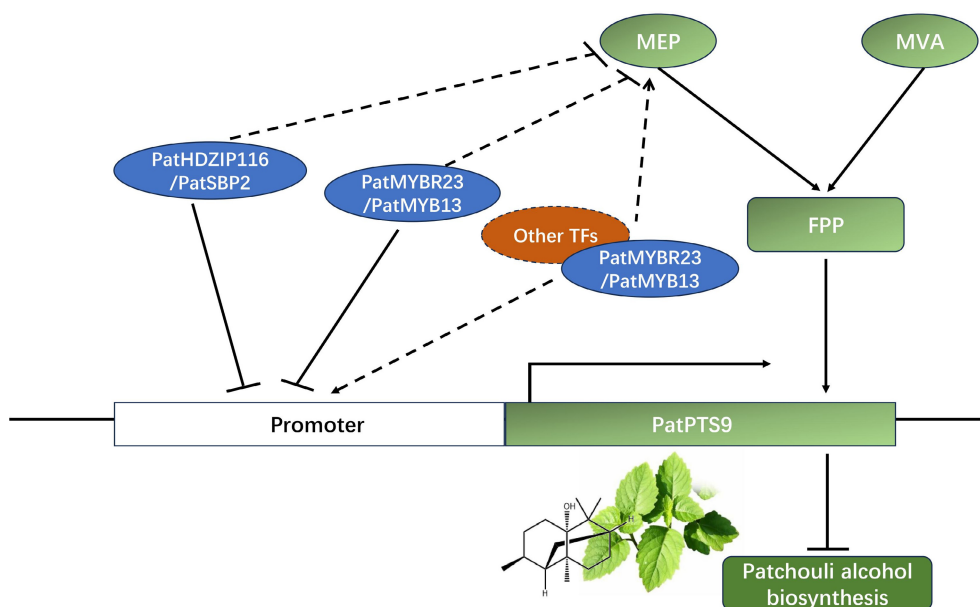 MEP
MVA
PatHDZIP116
/PatSBP2
PatMYBR23
/PatMYB13
Other TFs
PatMYBR23
/PatMYB13
FPP
Promoter
PatPTS9
OH
H
H
Patchouli alcohol
biosynthesis